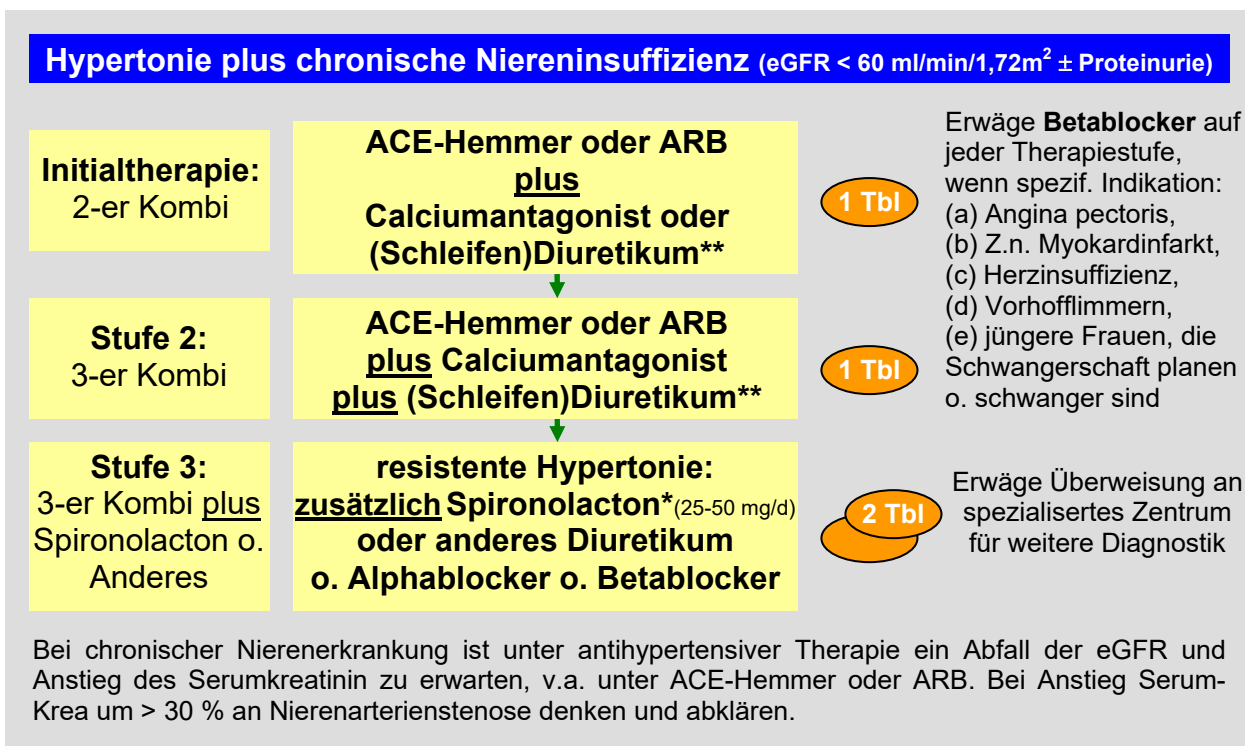 Hypertonie plus chronische Niereninsuffizienz (eGFR < 60 ml/min/1,72m² ± Proteinurie)
Initialtherapie:
2-er Kombi
ACE-Hemmer oder ARB
plus
Calciumantagonist oder
(Schleifen)Diuretikum**
1 Tbl
Erwäge Betablocker auf
jeder Therapiestufe,
wenn spezif. Indikation:
(a) Angina pectoris,
(b) Z.n. Myokardinfarkt,
(c) Herzinsuffizienz,
(d) Vorhofflimmern,
(e) jüngere Frauen, die
Schwangerschaft planen
o. schwanger sind
Stufe 2:
3-er Kombi
ACE-Hemmer oder ARB
plus Calciumantagonist
plus (Schleifen)Diuretikum**
1 Tbl
Stufe 3:
3-er Kombi plus
Spironolacton o.
Anderes
resistente Hypertonie:
zusätzlich Spironolacton* (25-50 mg/d)
oder anderes Diuretikum
o. Alphablocker o. Betablocker
2 Tbl
Erwäge Überweisung an
spezialisertes Zentrum
für weitere Diagnostik
Bei chronischer Nierenerkrankung ist unter antihypertensiver Therapie ein Abfall der eGFR und
Anstieg des Serumkreatinin zu erwarten, v.a. unter ACE-Hemmer oder ARB. Bei Anstieg Serum-
Krea um > 30 % an Nierenarterienstenose denken und abklären.